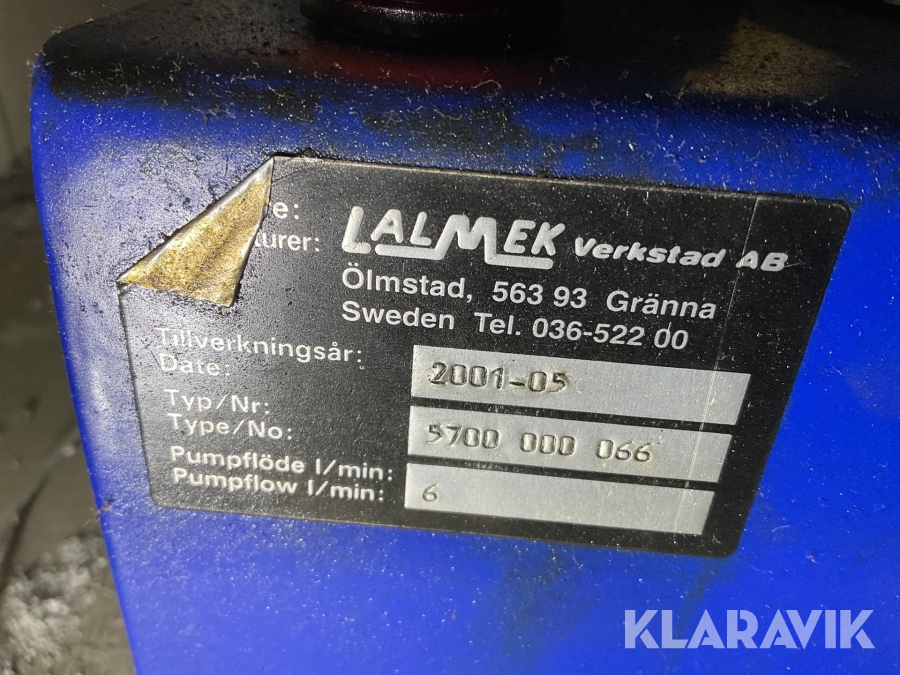 LALMEK Verkstad AB
Ölmstad, 563 93 Gränna
Sweden Tel. 036-522 00
Tillverkningsår:
Date: 2001-05
Typ/Nr:
Type/No: 5700 000 066
Pumpflöde l/min:
Pumpflow l/min: 6
KLARAVIK